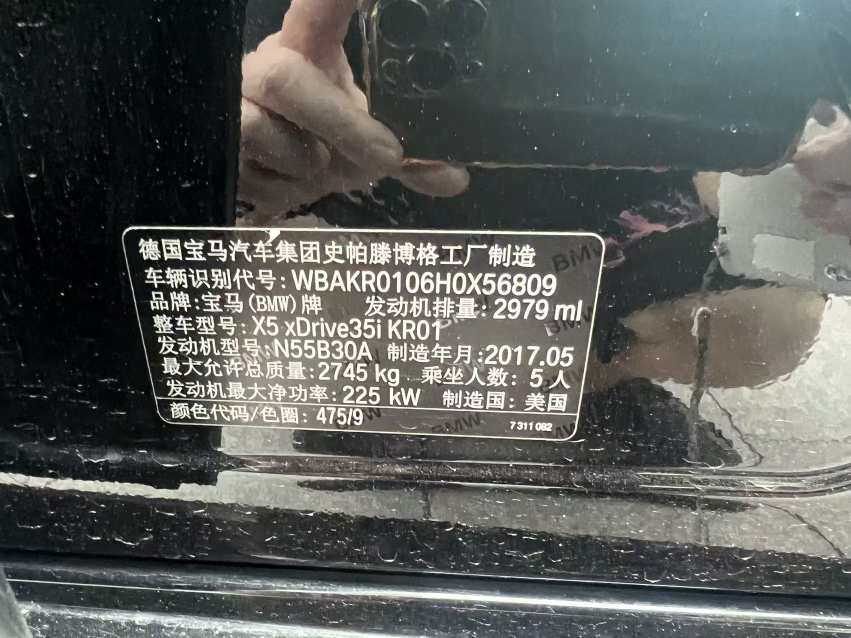 德国宝马汽车集团史帕滕博格工厂制造
车辆识别代号: WBAKR0106H0X56809
品牌: 宝马(BMW)牌 发动机排量: 2979 ml
整车型号: X5 xDrive35i KR01
发动机型号: N55B30A 制造年月: 2017.05
最大允许总质量: 2745 kg 乘坐人数: 5 人
发动机最大净功率: 225 kW 制造国: 美国
颜色代码/色圈: 475/9
7 311 082